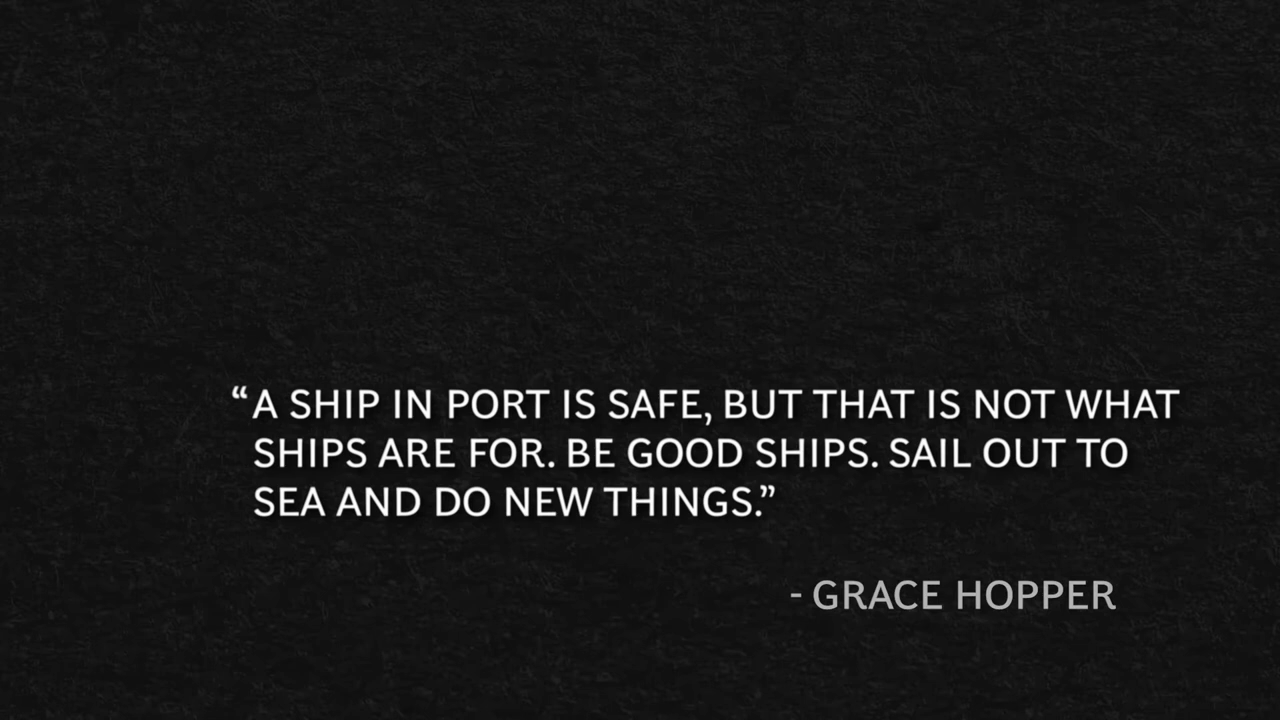 “A SHIP IN PORT IS SAFE, BUT THAT IS NOT WHAT
SHIPS ARE FOR. BE GOOD SHIPS. SAIL OUT TO
SEA AND DO NEW THINGS.”
- GRACE HOPPER